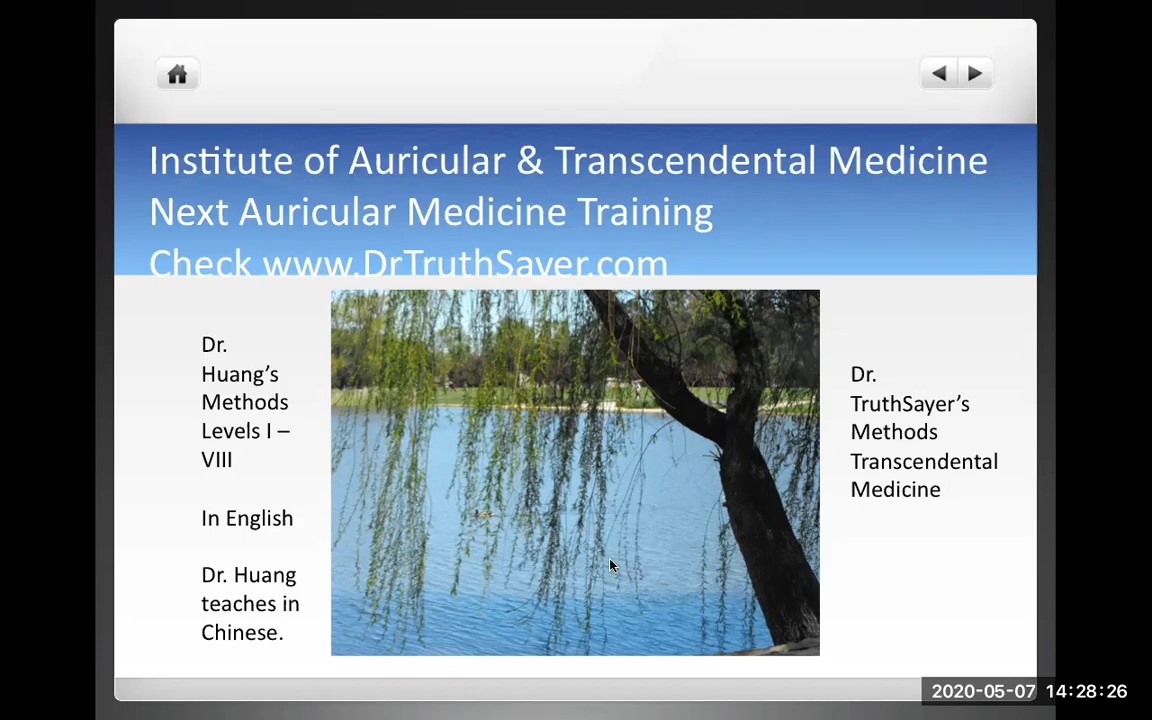 Institute of Auricular & Transcendental Medicine
Next Auricular Medicine Training
Check www.DrTruthSayer.com
Dr.
Huang’s
Methods
Levels I –
VIII
In English
Dr. Huang
teaches in
Chinese.
Dr.
TruthSayer’s
Methods
Transcendental
Medicine
2020-05-07 14:28:26